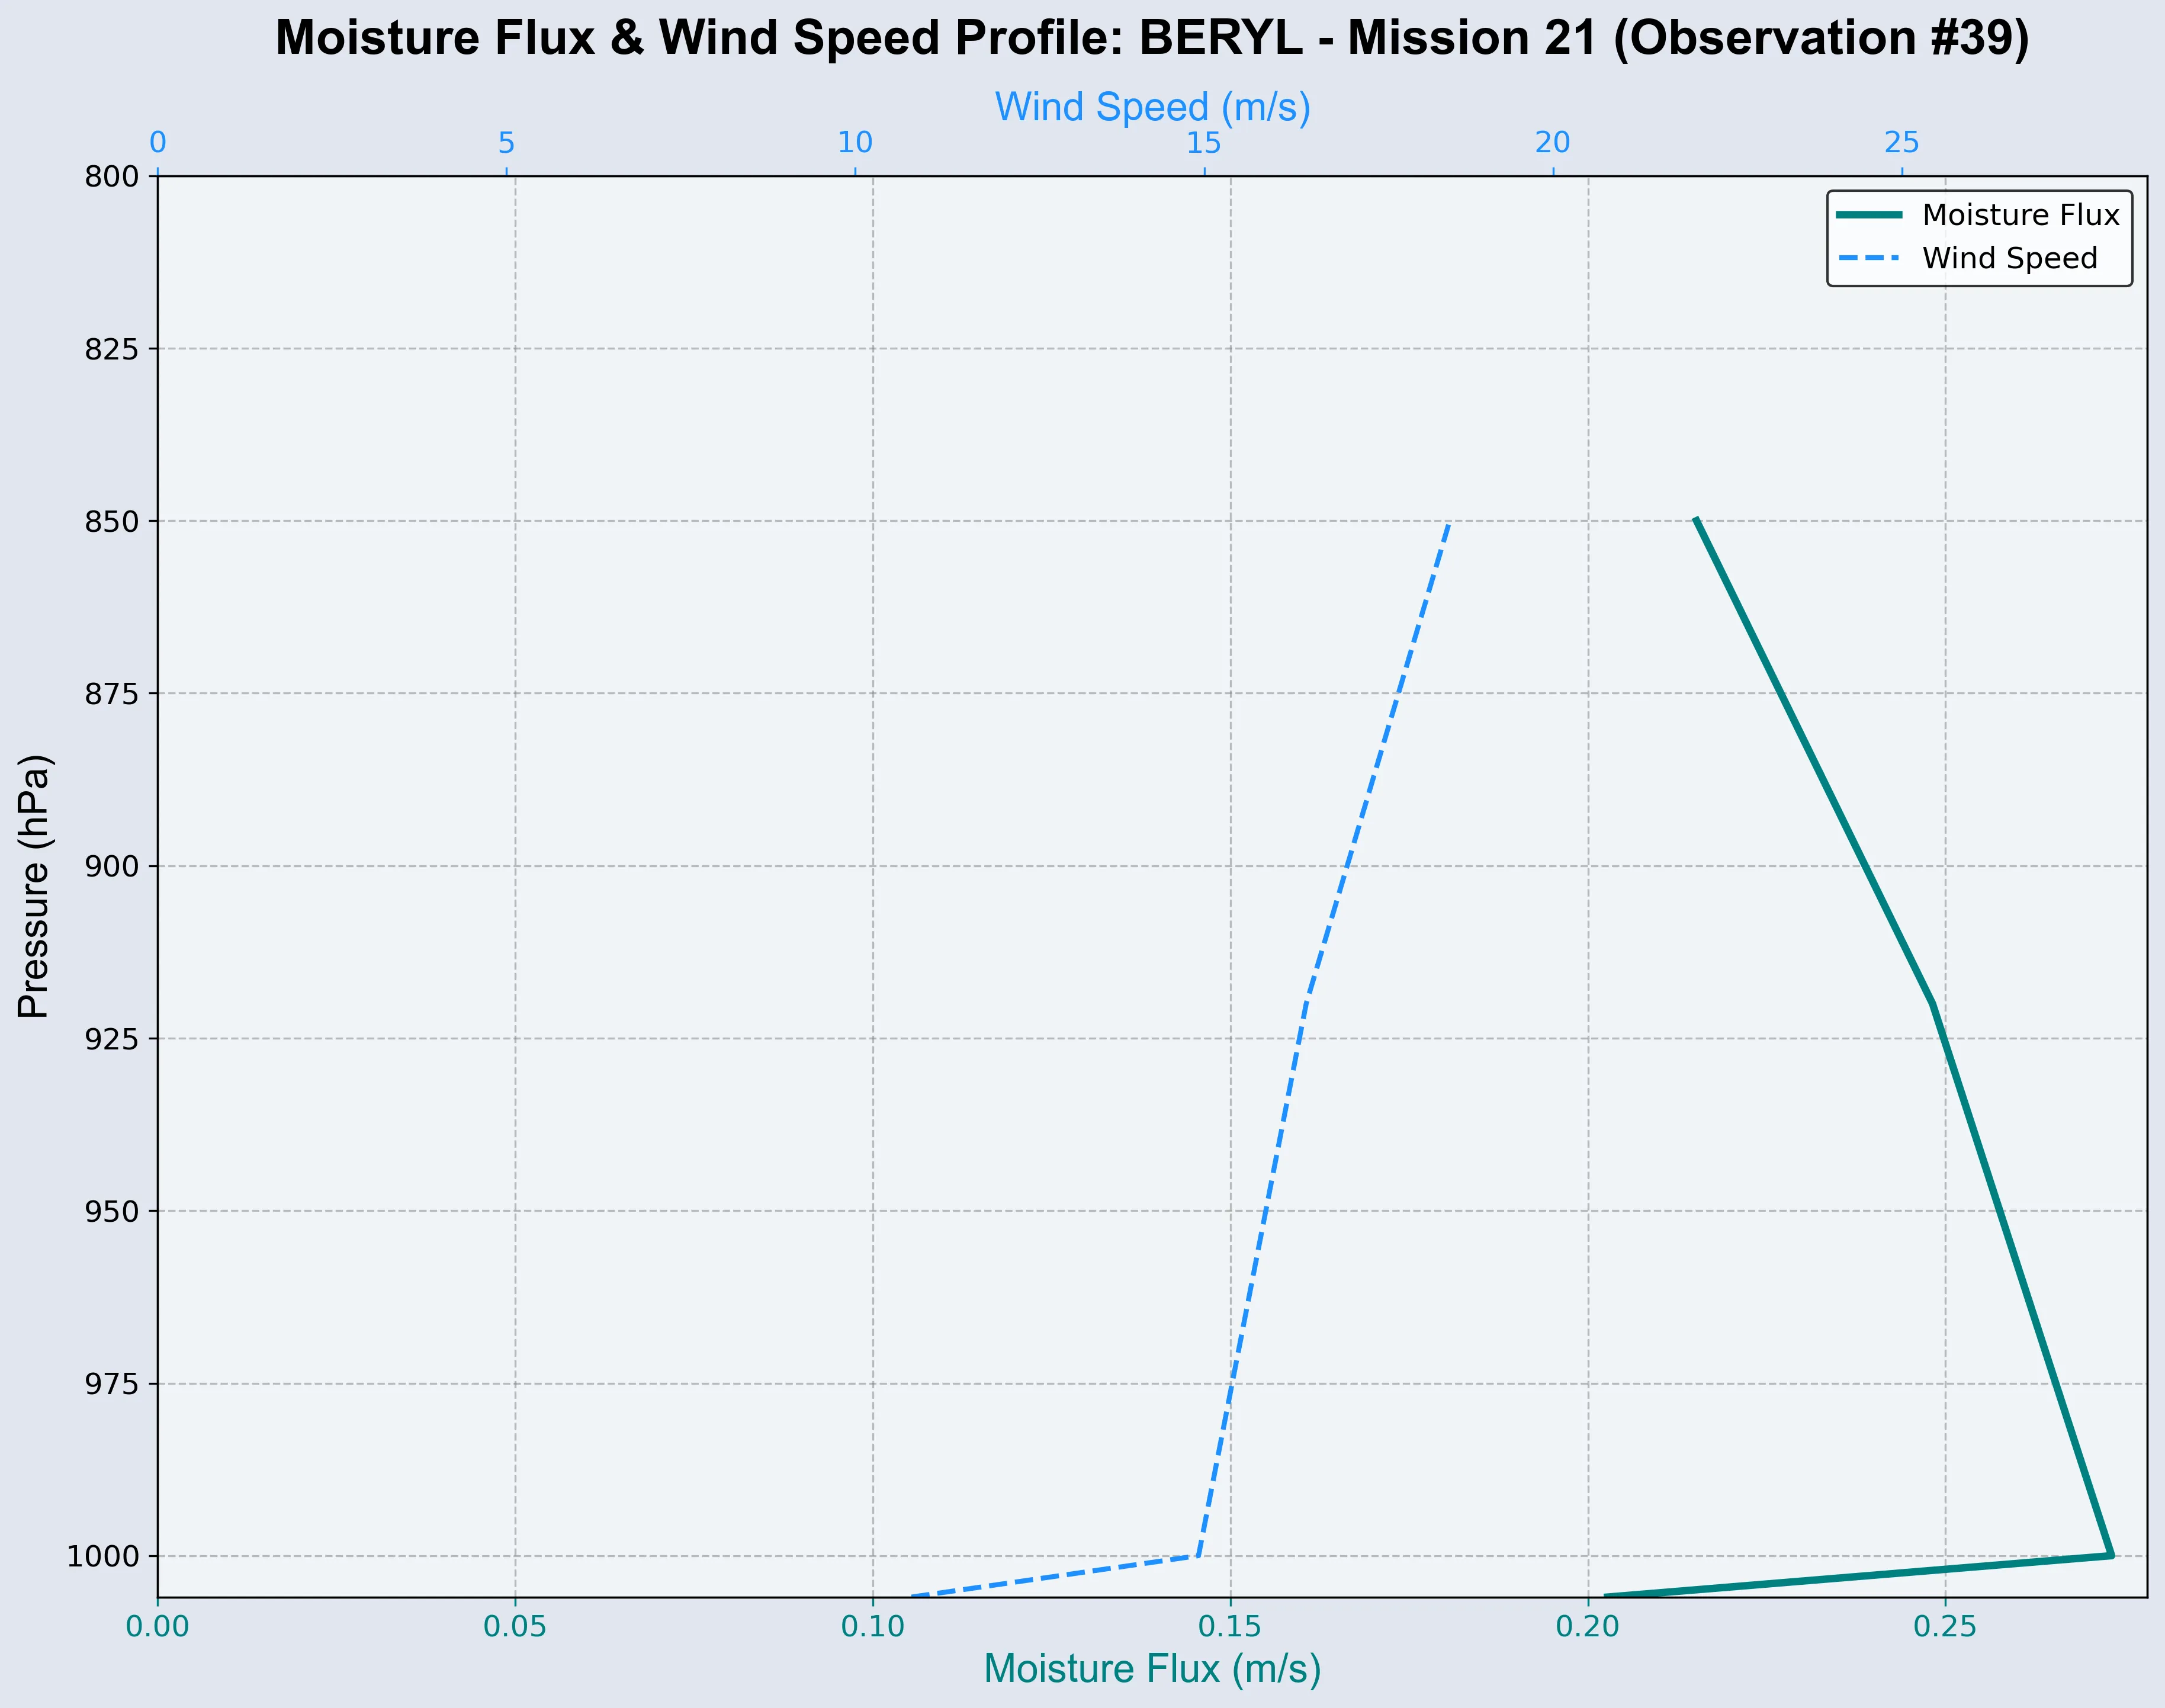 Moisture Flux & Wind Speed Profile: BERYL - Mission 21 (Observation #39)
Wind Speed (m/s)
0 5 10 15 20 25
Moisture Flux
Wind Speed
800
825
850
875
900
925
950
975
1000
Pressure (hPa)
0.00 0.05 0.10 0.15 0.20 0.25
Moisture Flux (m/s)